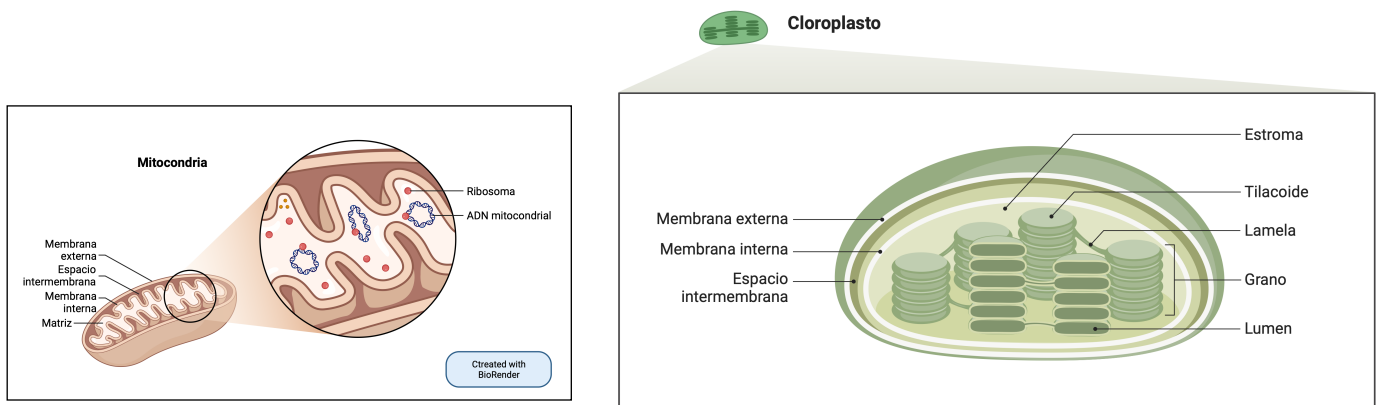 Cloroplasto
Mitocondria
Ribosoma
ADN mitocondrial
Membrana
externa
Espacio
intermembrana
Membrana
interna
Matriz
Ctreated with
BioRender
Membrana externa
Membrana interna
Espacio
intermembrana
Estroma
Tilacoide
Lamela
Grano
Lumen